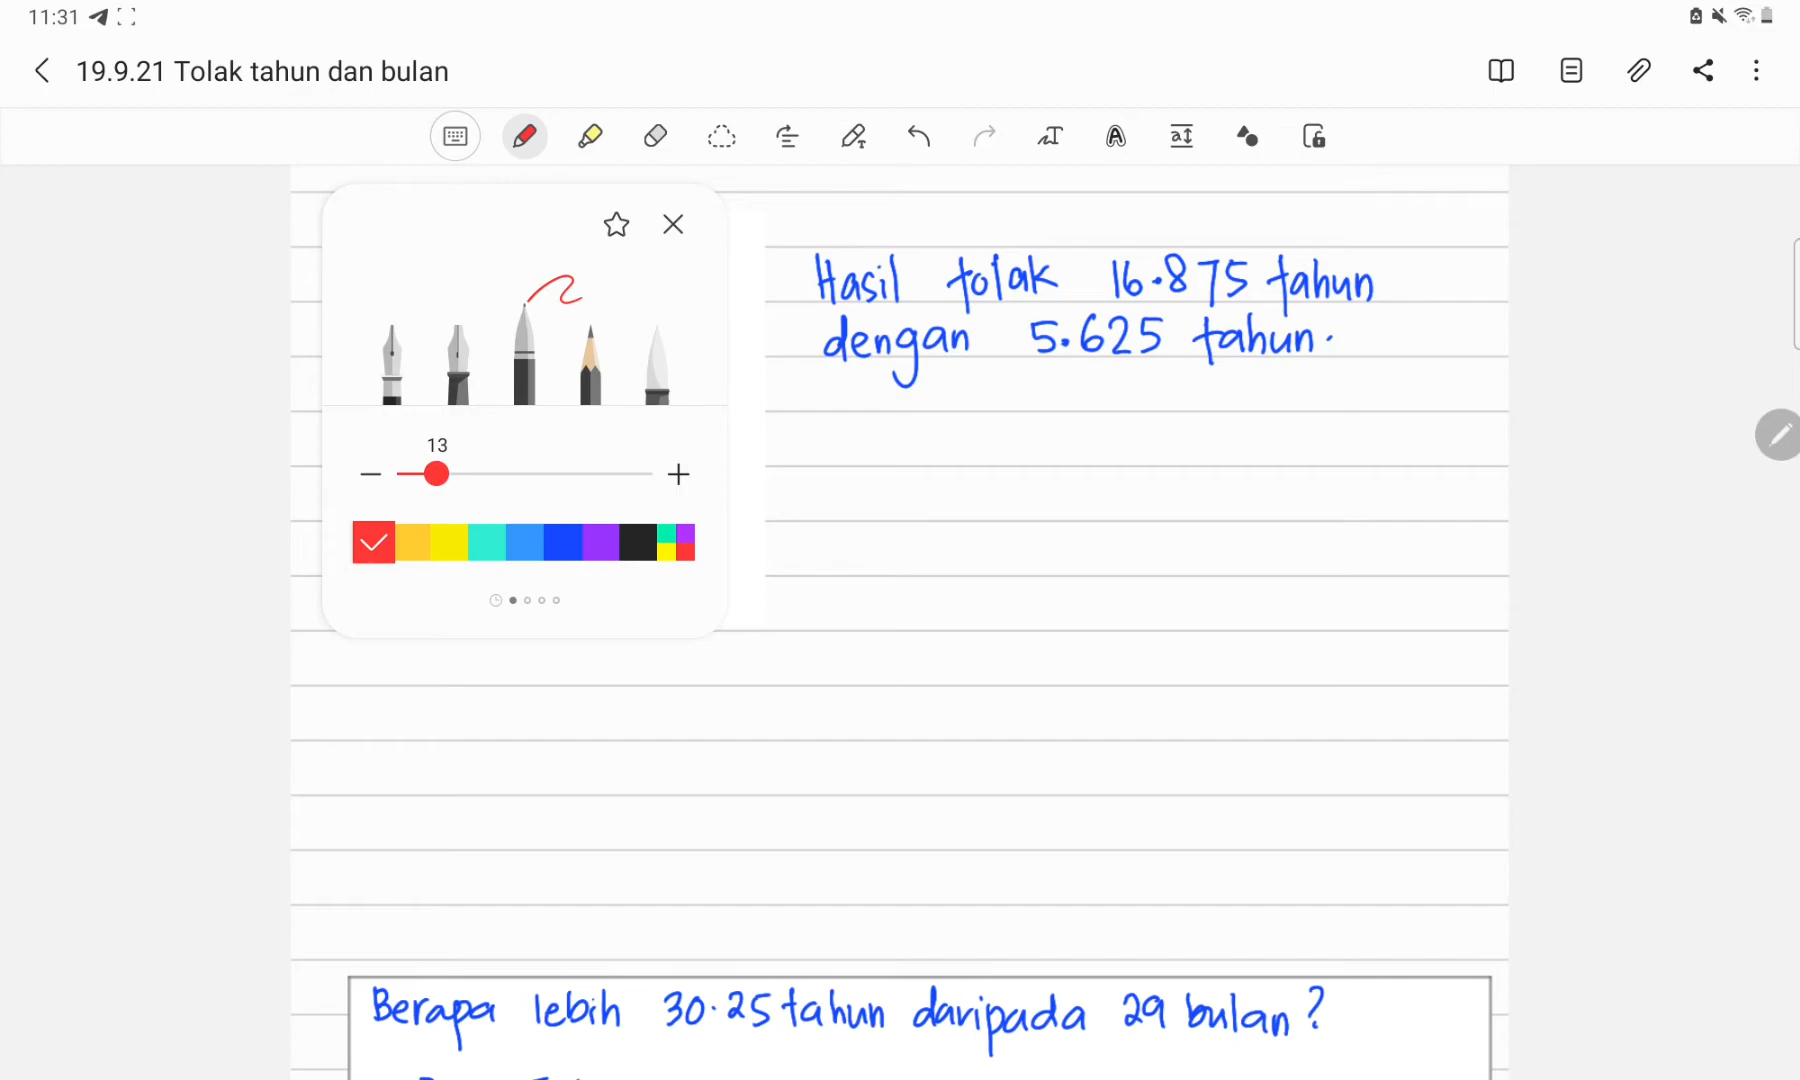 11:31
19.9.21 Tolak tahun dan bulan
Hasil tolak 16.875 tahun
dengan 5.625 tahun.
13
Berapa lebih 30.25 tahun daripada 29 bulan?